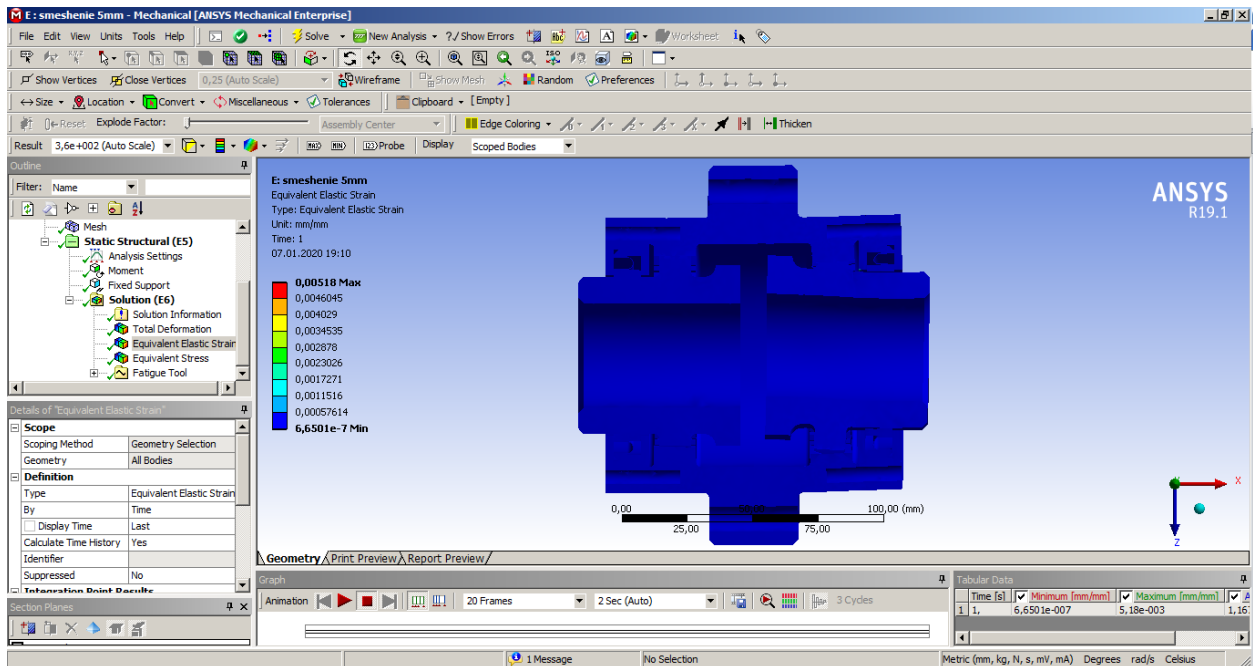 E : smeshenie 5mm - Mechanical [ANSYS Mechanical Enterprise]
File Edit View Units Tools Help Solve New Analysis ?/Show Errors Worksheet
Show Vertices Close Vertices 0,25 (Auto Scale) Wireframe Show Mesh Random Preferences
Size Location Convert Miscellaneous Tolerances Clipboard [Empty]
Reset Explode Factor: Assembly Center Edge Coloring Thicken
Result 3,6e+002 (Auto Scale) MAX MIN Probe Display Scoped Bodies
Outline
Filter: Name
Mesh
Static Structural (E5)
Analysis Settings
Moment
Fixed Support
Solution (E6)
Solution Information
Total Deformation
Equivalent Elastic Strain
Equivalent Stress
Fatigue Tool
Details of "Equivalent Elastic Strain"
Scope
Scoping Method Geometry Selection
Geometry All Bodies
Definition
Type Equivalent Elastic Strain
By Time
Display Time Last
Calculate Time History Yes
Identifier
Suppressed No
Integration Point Results
Section Planes
E: smeshenie 5mm
Equivalent Elastic Strain
Type: Equivalent Elastic Strain
Unit: mm/mm
Time: 1
07.01.2020 19:10
0,00518 Max
0,0046045
0,004029
0,0034535
0,002878
0,0023026
0,0017271
0,0011516
0,00057614
6,6501e-7 Min
ANSYS
R19.1
0,00 50,00 100,00 (mm)
25,00 75,00
X
Z
Geometry Print Preview Report Preview
Graph
Animation 20 Frames 2 Sec (Auto) 3 Cycles
Tabular Data
Time [s] Minimum [mm/mm] Maximum [mm/mm] A
1 1, 6,6501e-007 5,18e-003 1,16
1 Message No Selection Metric (mm, kg, N, s, mV, mA) Degrees rad/s Celsius